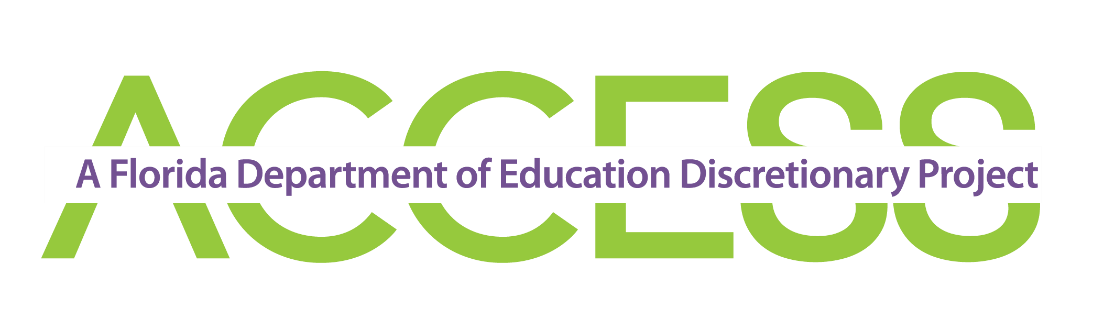 ACCESS
A Florida Department of Education Discretionary Project